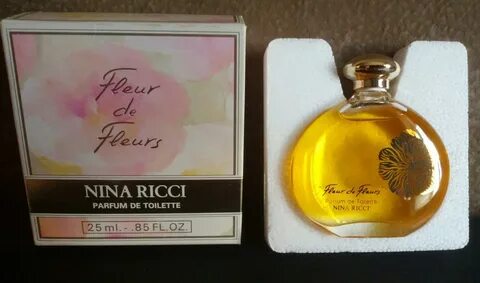 Fleur
de
Fleurs
NINA RICCI
PARFUM DE TOILETTE
25 ml.-.85 FL.OZ.
Fleur de Fleurs
Parfum de Toilette
NINA RICCI